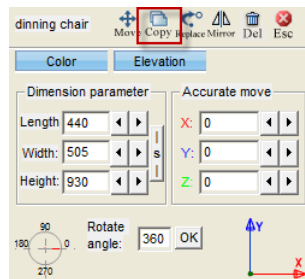 dinning chair
Move Copy Replace Mirror Del Esc
Color Elevation
Dimension parameter Accurate move
Length 440 X: 0
Width: 505 s Y: 0
Height: 930 Z: 0
90 Rotate Y
180 0 angle: 360 OK
270 X